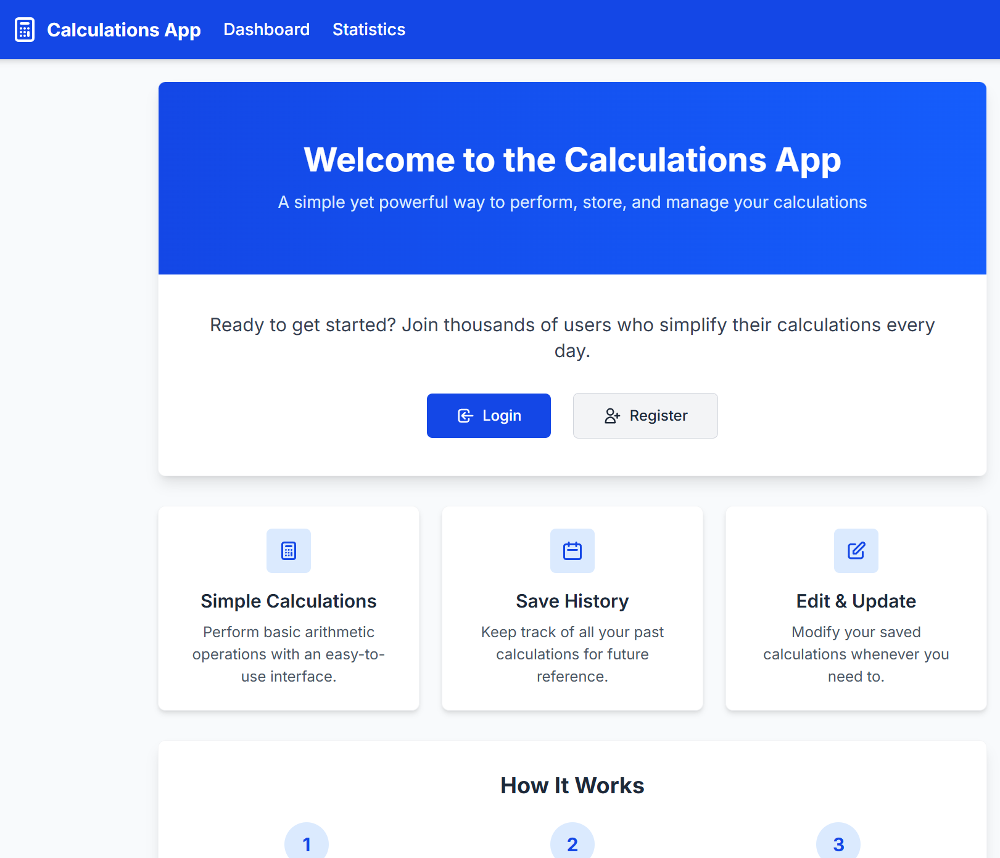 Calculations App
Dashboard
Statistics
Welcome to the Calculations App
A simple yet powerful way to perform, store, and manage your calculations
Ready to get started? Join thousands of users who simplify their calculations every
day.
Login
Register
Simple Calculations
Perform basic arithmetic
operations with an easy-to-
use interface.
Save History
Keep track of all your past
calculations for future
reference.
Edit & Update
Modify your saved
calculations whenever you
need to.
How It Works
1
2
3